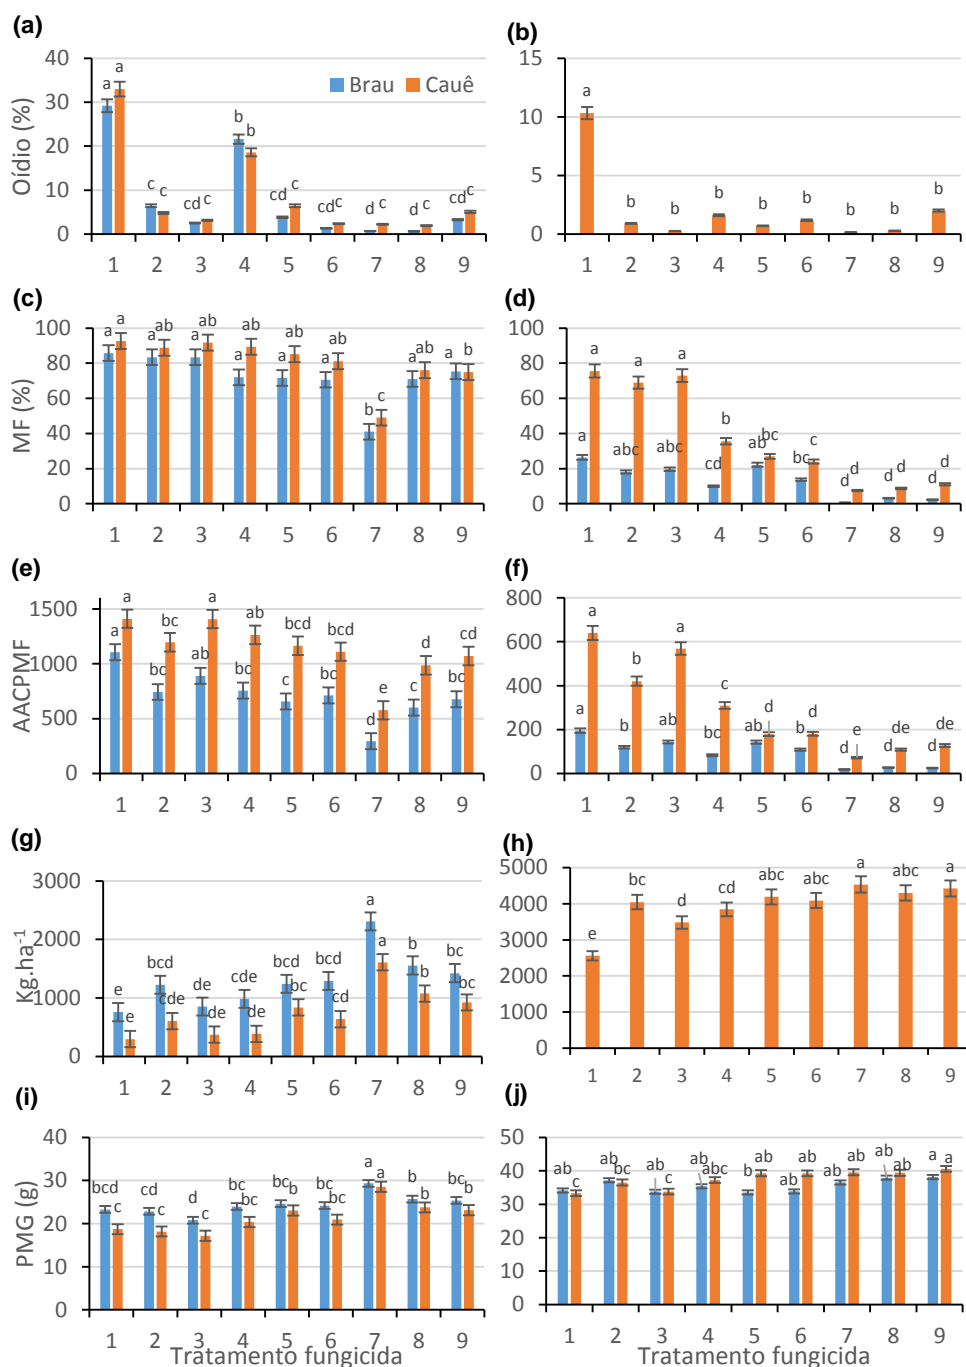 (a)
(b)
40
30
20
10
0
Oídio (%)
Brau
Cauê
a a c c cd c b b cd c cd c d c d c cd c
1 2 3 4 5 6 7 8 9
15
10
5
0
a b b b b b b b b
1 2 3 4 5 6 7 8 9
(c)
(d)
100
80
60
40
20
0
MF (%)
a a a ab a ab a ab a ab a ab b c a ab a b
1 2 3 4 5 6 7 8 9
100
80
60
40
20
0
a a abc a abc a cd b ab bc bc c d d d d d d
1 2 3 4 5 6 7 8 9
(e)
(f)
1500
1000
500
0
AACPMF
a a bc bc ab a bc ab c bcd bc bcd d e c d bc cd
1 2 3 4 5 6 7 8 9
800
600
400
200
0
a a b b ab a bc c ab d b d d e d de d de
1 2 3 4 5 6 7 8 9
(g)
(h)
3000
2000
1000
0
Kg.ha-1
e e bcd cde de de cde de bcd bcd bcd cd a a b bc bc bc
1 2 3 4 5 6 7 8 9
5000
4000
3000
2000
1000
0
e bc d cd abc abc a abc a
1 2 3 4 5 6 7 8 9
(i)
(j)
40
30
20
10
0
PMG (g)
bcd c cd c d c bc bc bc b bc bc a a b b bc b
1 2 3 4 5 6 7 8 9
Tratamento fungicida
50
40
30
20
10
0
ab c ab bc ab c ab abc b ab ab ab ab ab ab ab a a
1 2 3 4 5 6 7 8 9
Tratamento fungicida